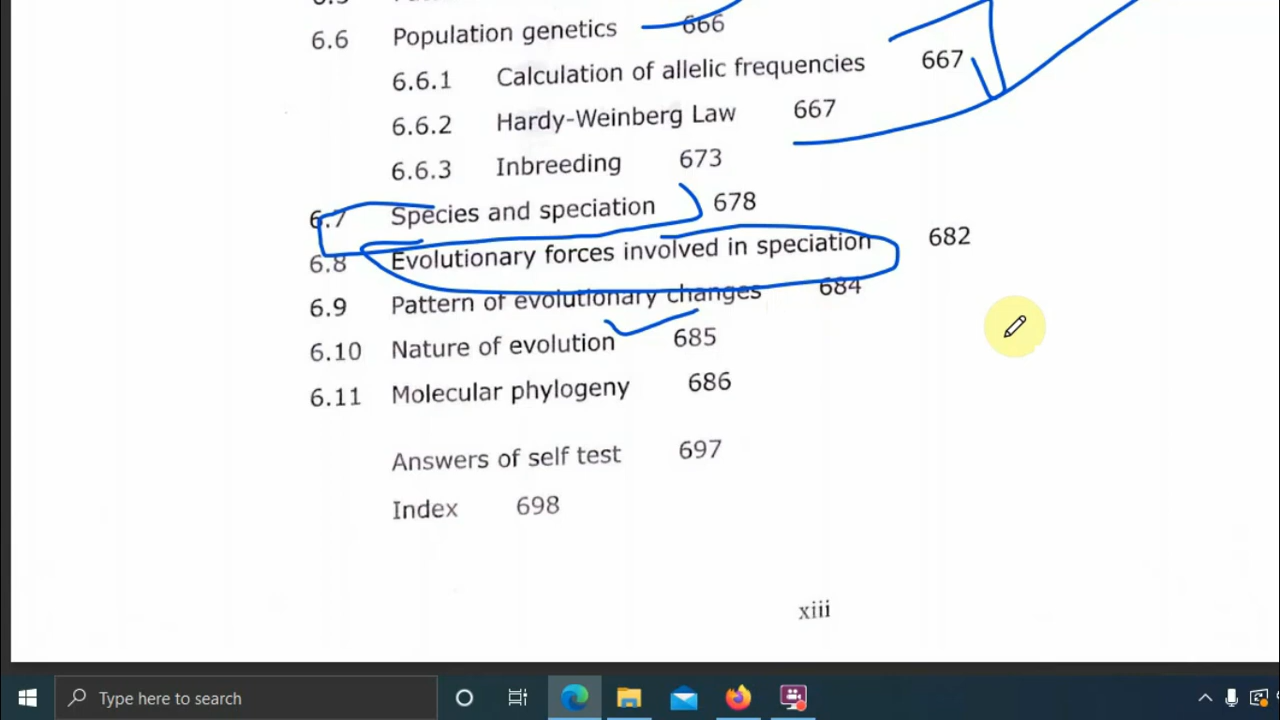 6.6 Population genetics 666
6.6.1 Calculation of allelic frequencies 667
6.6.2 Hardy-Weinberg Law 667
6.6.3 Inbreeding 673
6.7 Species and speciation 678
6.8 Evolutionary forces involved in speciation 682
6.9 Pattern of evolutionary changes 684
6.10 Nature of evolution 685
6.11 Molecular phylogeny 686
Answers of self test 697
Index 698
xiii
Type here to search